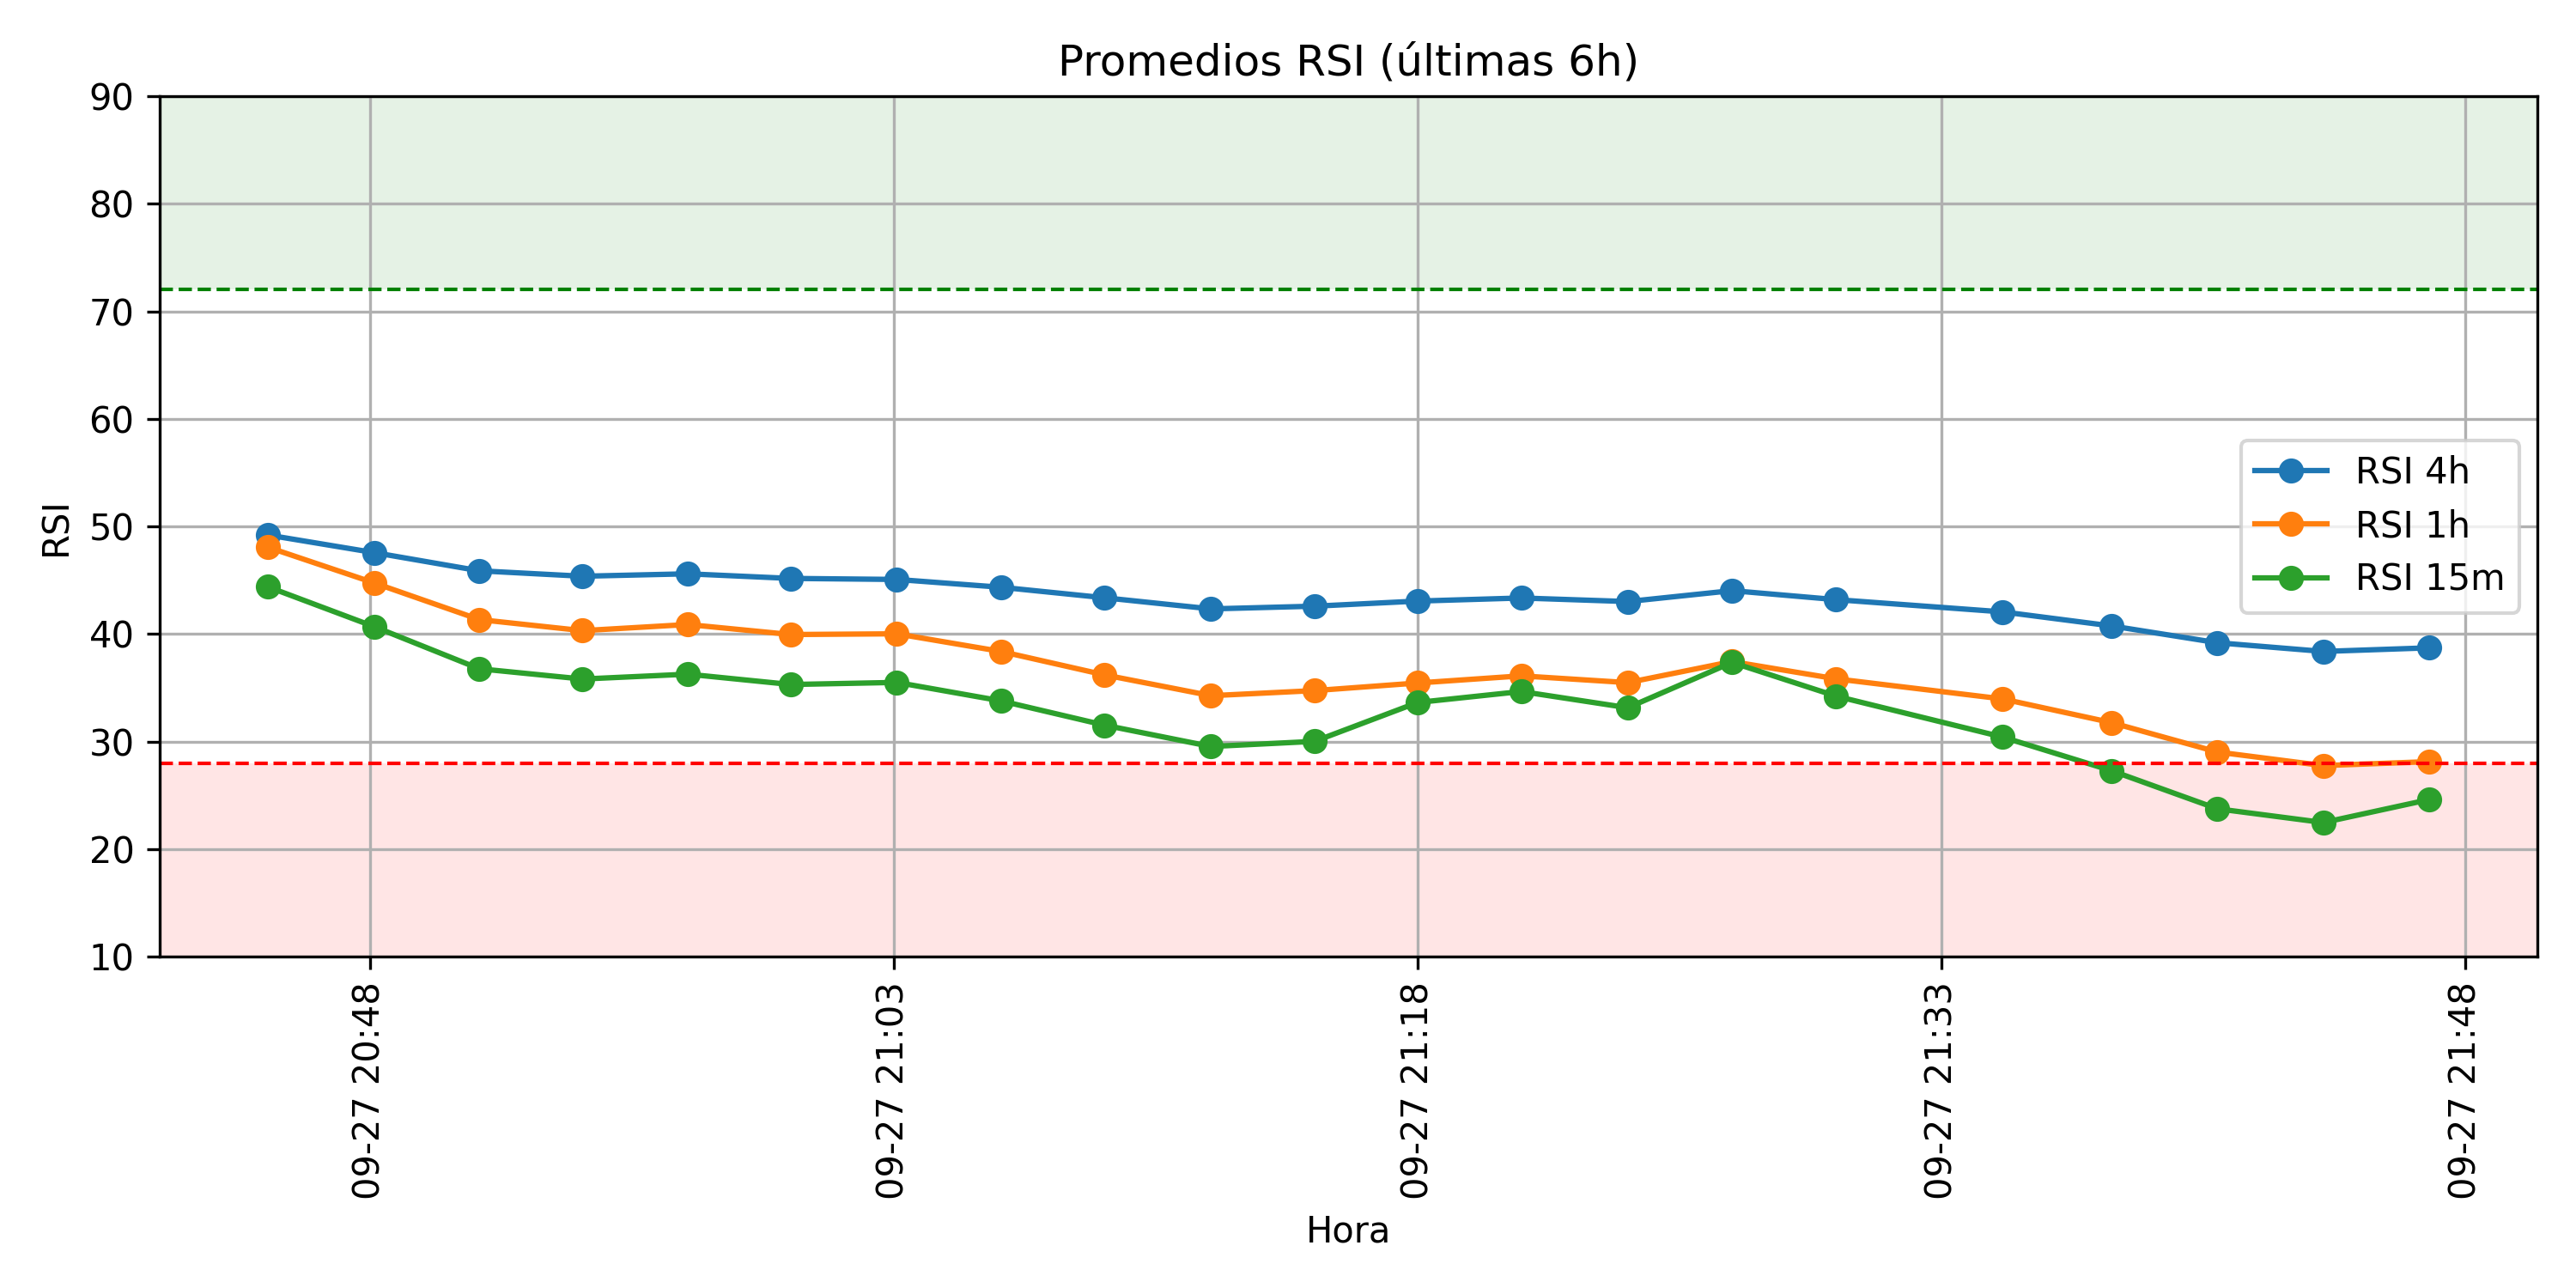 Promedios RSI (últimas 6h)
90
80
70
60
50
40
30
20
10
RSI
RSI 4h
RSI 1h
RSI 15m
09-27 20:48
09-27 21:03
09-27 21:18
09-27 21:33
09-27 21:48
Hora